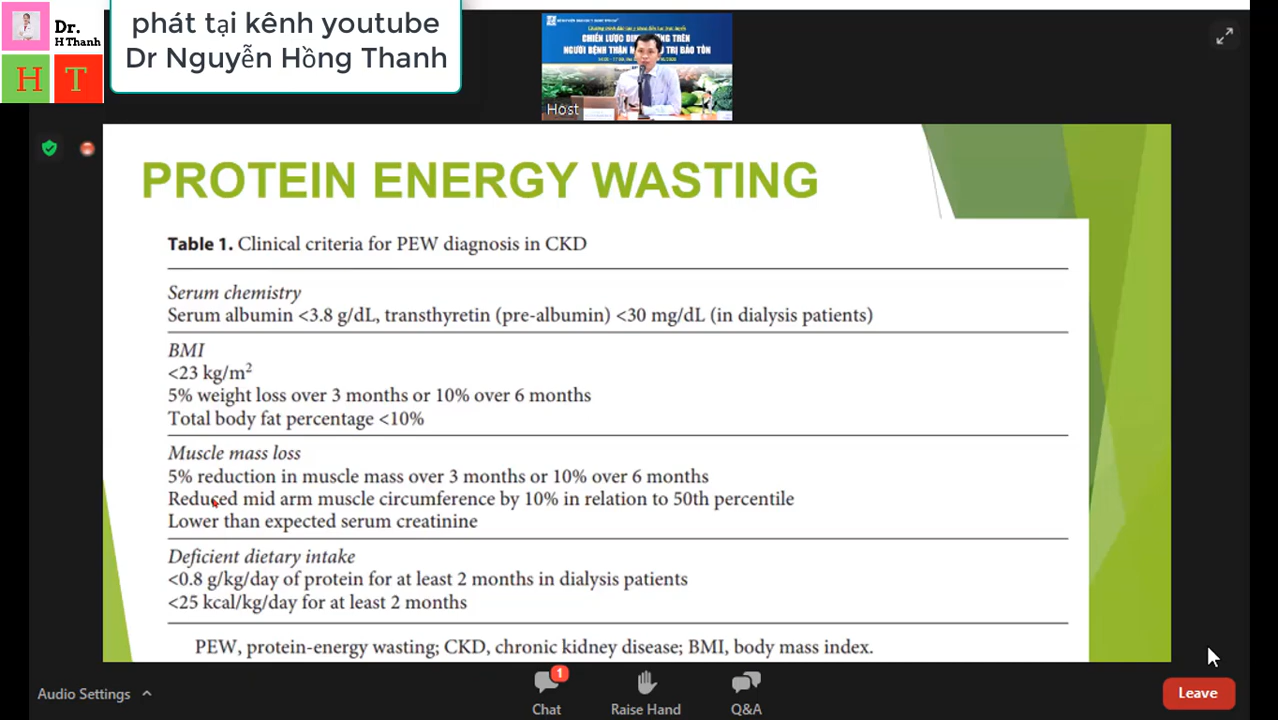 Dr.
H Thanh
H T
phát tại kênh youtube
Dr Nguyễn Hồng Thanh
NGƯỜI BỆNH THẬN
Host
PROTEIN ENERGY WASTING
Table 1. Clinical criteria for PEW diagnosis in CKD
Serum chemistry
Serum albumin <3.8 g/dL, transthyretin (pre-albumin) <30 mg/dL (in dialysis patients)
BMI
<23 kg/m²
5% weight loss over 3 months or 10% over 6 months
Total body fat percentage <10%
Muscle mass loss
5% reduction in muscle mass over 3 months or 10% over 6 months
Reduced mid arm muscle circumference by 10% in relation to 50th percentile
Lower than expected serum creatinine
Deficient dietary intake
<0.8 g/kg/day of protein for at least 2 months in dialysis patients
<25 kcal/kg/day for at least 2 months
PEW, protein-energy wasting; CKD, chronic kidney disease; BMI, body mass index.
Audio Settings
1
Chat
Raise Hand
Q&A
Leave